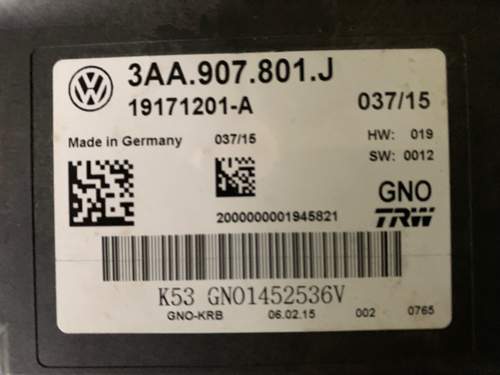 3AA.907.801.J
19171201-A 037/15
Made in Germany 037/15 HW: 019
SW: 0012
GNO
2000000001945821 TRW
K53 GNO1452536V
GNO-KRB 06.02.15 002 0765